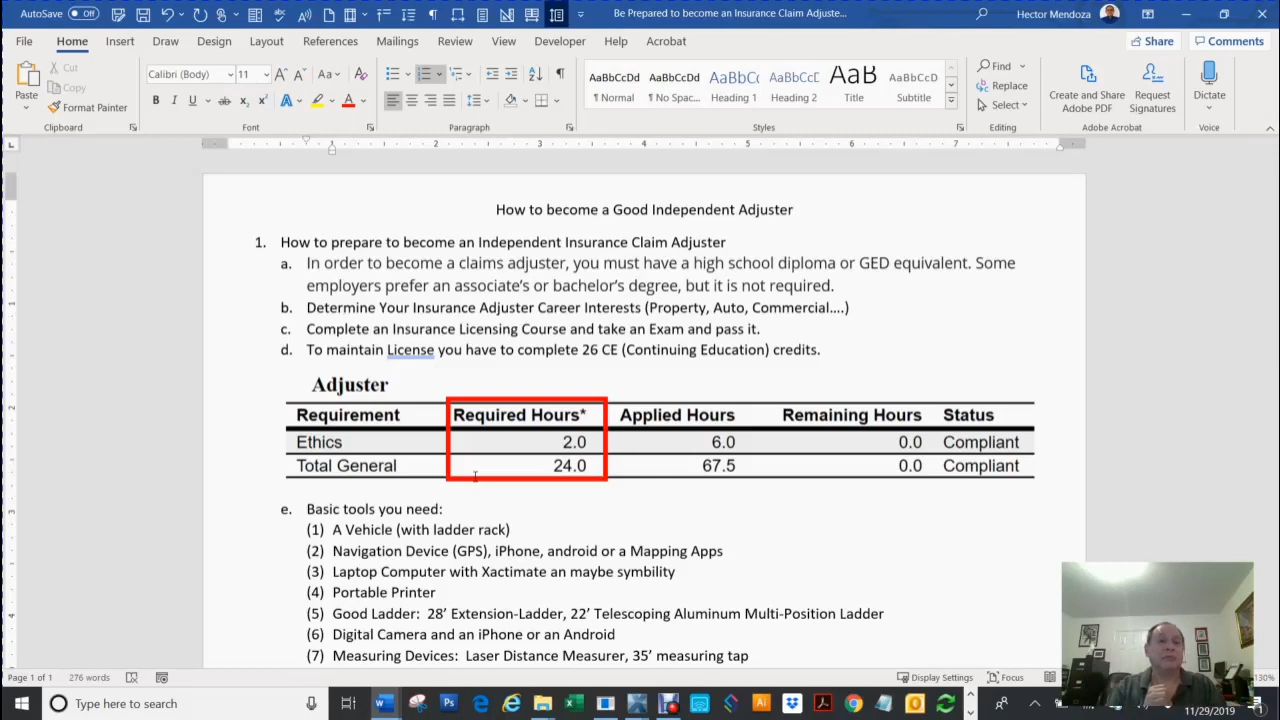 AutoSave Off Be Prepared to become an Insurance Claim Adjuste... Hector Mendoza
File Home Insert Draw Design Layout References Mailings Review View Developer Help Acrobat Share Comments
Paste
Cut
Copy
Format Painter
Calibri (Body) 11
AaBbCcDd AaBbCcDd AaBbCc AaBbCcD AaB AaBbCcD
¶ Normal ¶ No Spac... Heading 1 Heading 2 Title Subtitle
Find
Replace
Select
Create and Share Adobe PDF
Request Signatures
Dictate
Clipboard Font Paragraph Styles Editing Adobe Acrobat Voice
1 2 3 4 5 6 7
How to become a Good Independent Adjuster
1. How to prepare to become an Independent Insurance Claim Adjuster
a. In order to become a claims adjuster, you must have a high school diploma or GED equivalent. Some
employers prefer an associate's or bachelor's degree, but it is not required.
b. Determine Your Insurance Adjuster Career Interests (Property, Auto, Commercial....)
c. Complete an Insurance Licensing Course and take an Exam and pass it.
d. To maintain License you have to complete 26 CE (Continuing Education) credits.
Adjuster
Requirement Required Hours* Applied Hours Remaining Hours Status
Ethics 2.0 6.0 0.0 Compliant
Total General 24.0 67.5 0.0 Compliant
e. Basic tools you need:
(1) A Vehicle (with ladder rack)
(2) Navigation Device (GPS), iPhone, android or a Mapping Apps
(3) Laptop Computer with Xactimate an maybe symbility
(4) Portable Printer
(5) Good Ladder: 28' Extension-Ladder, 22' Telescoping Aluminum Multi-Position Ladder
(6) Digital Camera and an iPhone or an Android
(7) Measuring Devices: Laser Distance Measurer, 35' measuring tap
Page 1 of 1 276 words Display Settings Focus 130%
Type here to search
11/29/2019